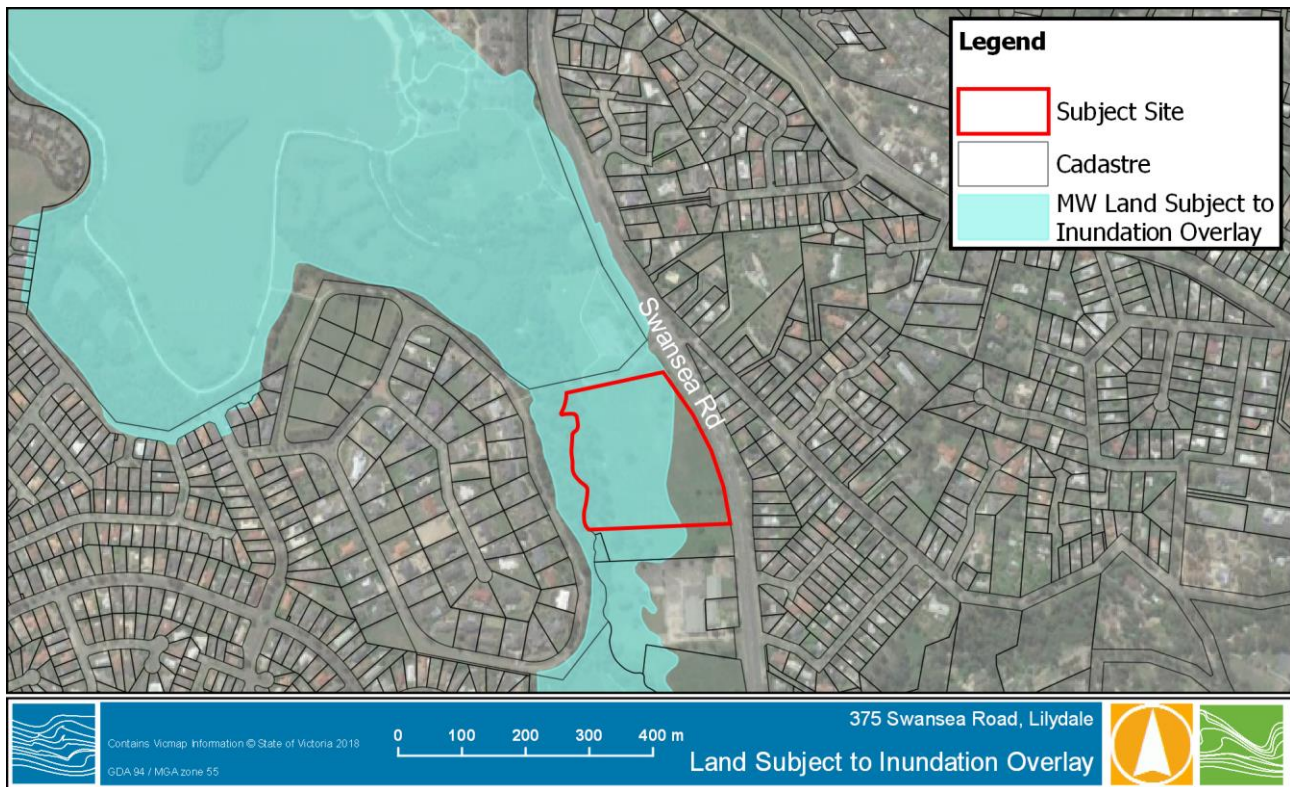 Legend
Subject Site
Cadastre
MW Land Subject to
Inundation Overlay
Swansea Rd
Contains Vicmap Information © State of Victoria 2018
GDA 94 / MGA zone 55
0 100 200 300 400 m
375 Swansea Road, Lilydale
Land Subject to Inundation Overlay